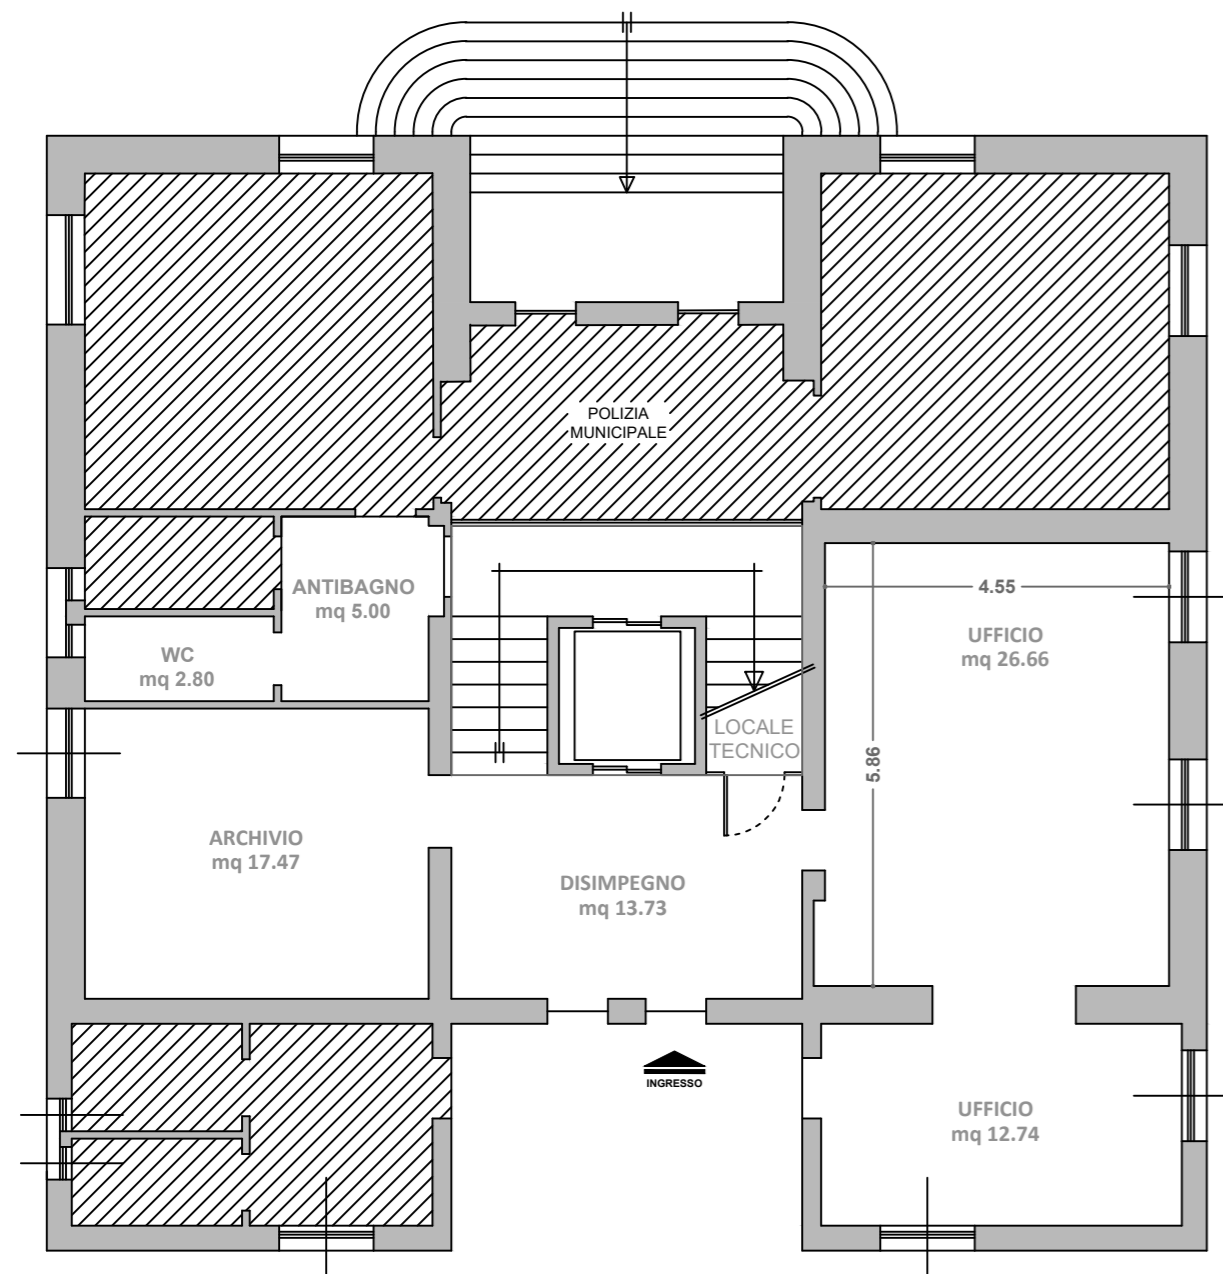 POLIZIA
MUNICIPALE
ANTIBAGNO
mq 5.00
4.55
UFFICIO
mq 26.66
WC
mq 2.80
LOCALE
TECNICO
5.86
ARCHIVIO
mq 17.47
DISIMPEGNO
mq 13.73
INGRESSO
UFFICIO
mq 12.74